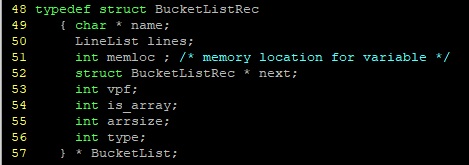 48 typedef struct BucketListRec
49 { char * name;
50 LineList lines;
51 int memloc ; /* memory location for variable */
52 struct BucketListRec * next;
53 int vpf;
54 int is_array;
55 int arrsize;
56 int type;
57 } * BucketList;